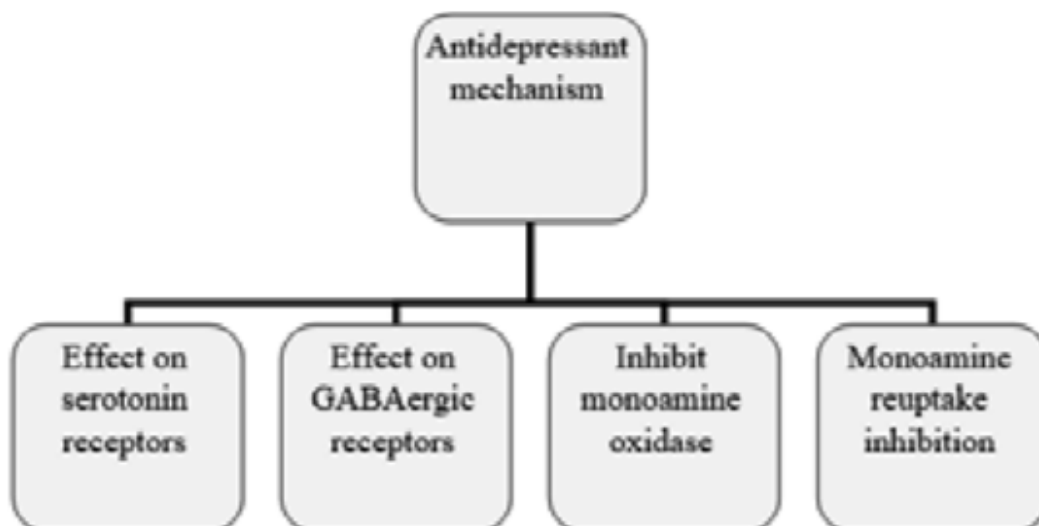 Antidepressant
mechanism
Effect on
serotonin
receptors
Effect on
GABAergic
receptors
Inhibit
monoamine
oxidase
Monoamine
reuptake
inhibition